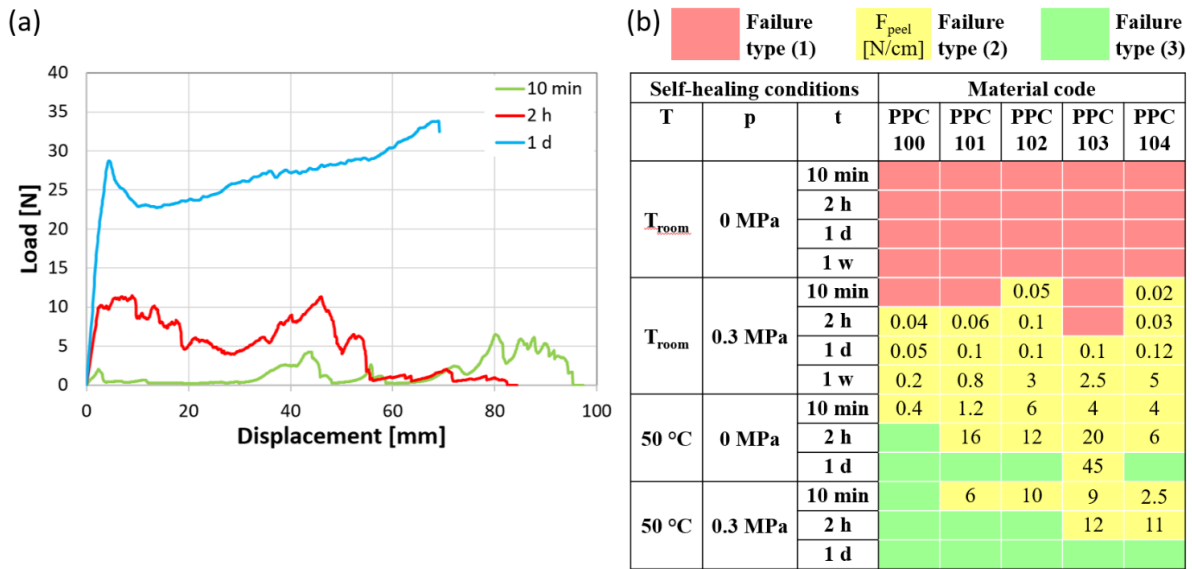 (a)
10 min
2 h
1 d
Load [N]
40
35
30
25
20
15
10
5
0
0 20 40 60 80 100
Displacement [mm]
(b)
Failure type (1)
F_peel [N/cm] Failure type (2)
Failure type (3)
Self-healing conditions Material code
T p t PPC 100 PPC 101 PPC 102 PPC 103 PPC 104
T_room 0 MPa 10 min
2 h
1 d
1 w
T_room 0.3 MPa 10 min 0.05 0.02
2 h 0.04 0.06 0.1 0.03
1 d 0.05 0.1 0.1 0.1 0.12
1 w 0.2 0.8 3 2.5 5
50 °C 0 MPa 10 min 0.4 1.2 6 4 4
2 h 16 12 20 6
1 d 45
50 °C 0.3 MPa 10 min 6 10 9 2.5
2 h 12 11
1 d